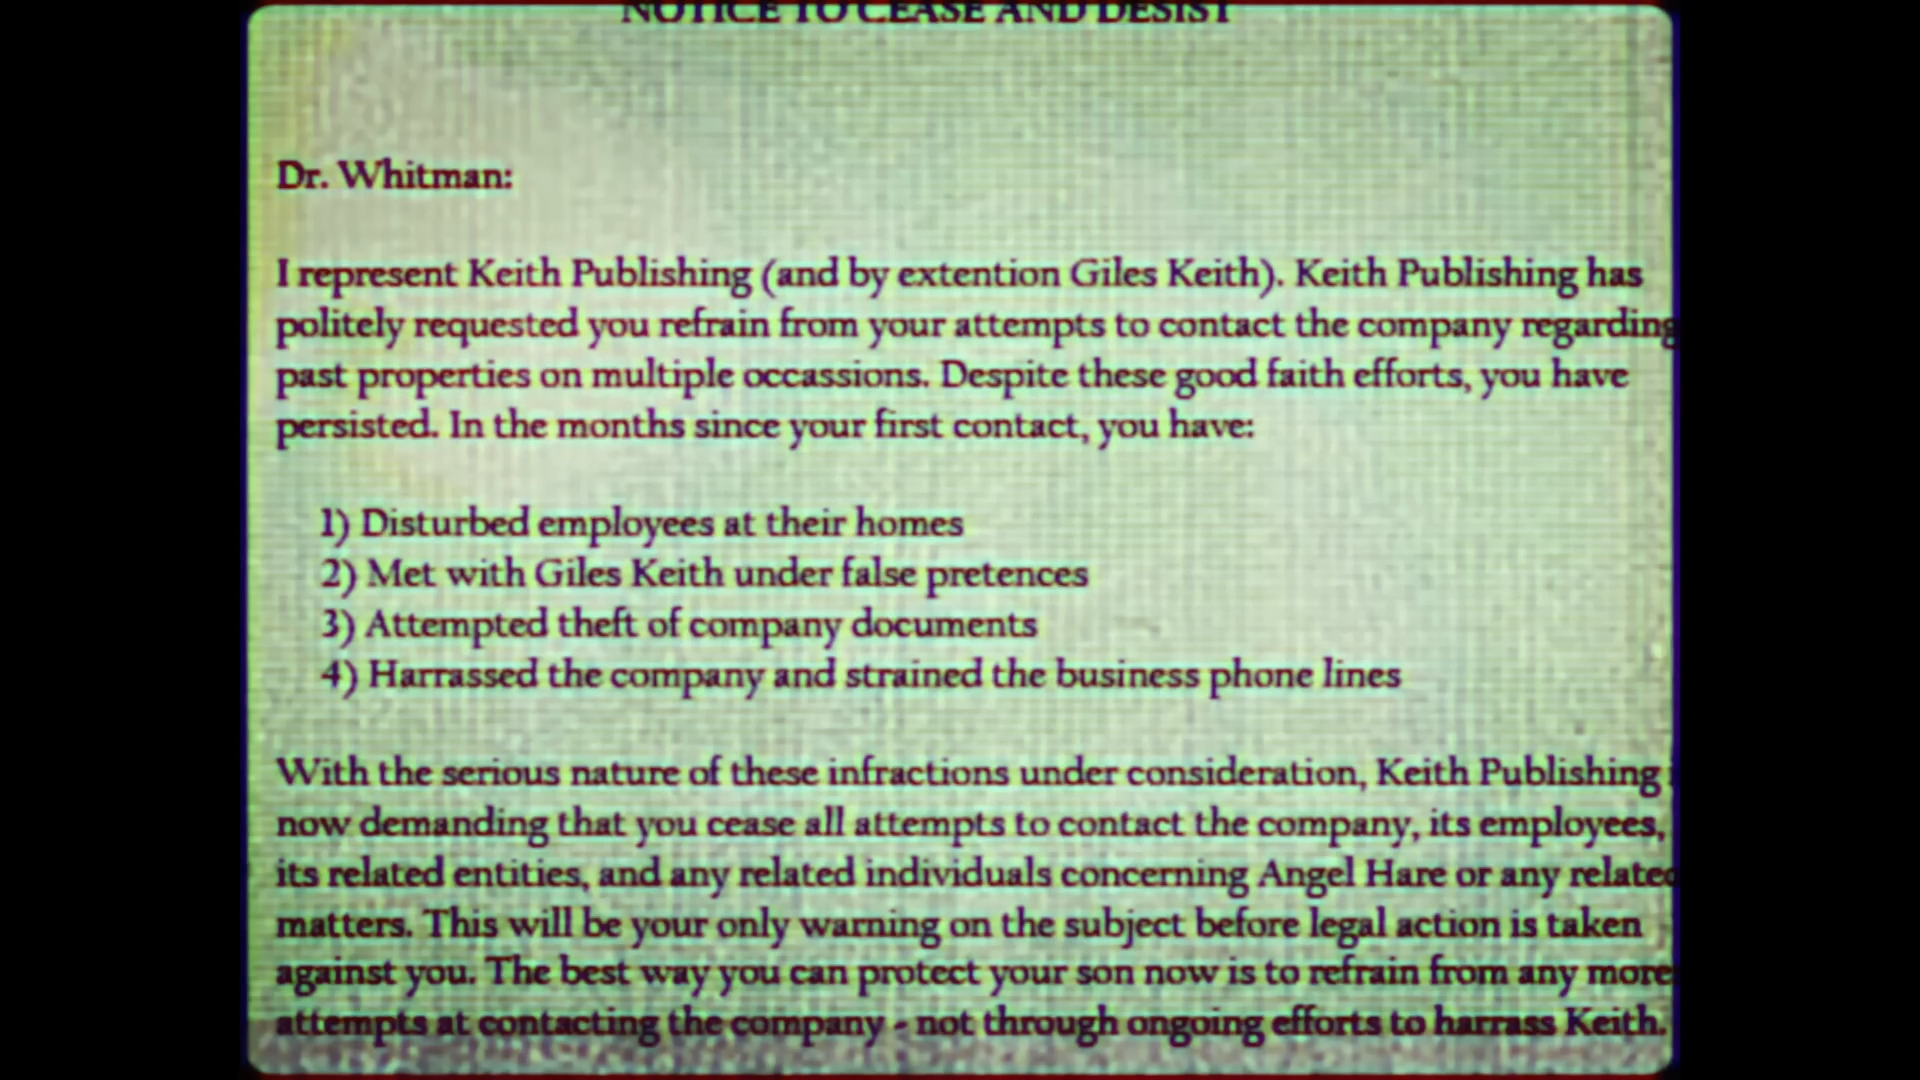 NOTICE TO CEASE AND DESIST
Dr. Whitman:
I represent Keith Publishing (and by extention Giles Keith). Keith Publishing has
politely requested you refrain from your attempts to contact the company regarding
past properties on multiple occassions. Despite these good faith efforts, you have
persisted. In the months since your first contact, you have:
1) Disturbed employees at their homes
2) Met with Giles Keith under false pretences
3) Attempted theft of company documents
4) Harrassed the company and strained the business phone lines
With the serious nature of these infractions under consideration, Keith Publishing
now demanding that you cease all attempts to contact the company, its employees,
its related entities, and any related individuals concerning Angel Hare or any related
matters. This will be your only warning on the subject before legal action is taken
against you. The best way you can protect your son now is to refrain from any more
attempts at contacting the company - not through ongoing efforts to harrass Keith.